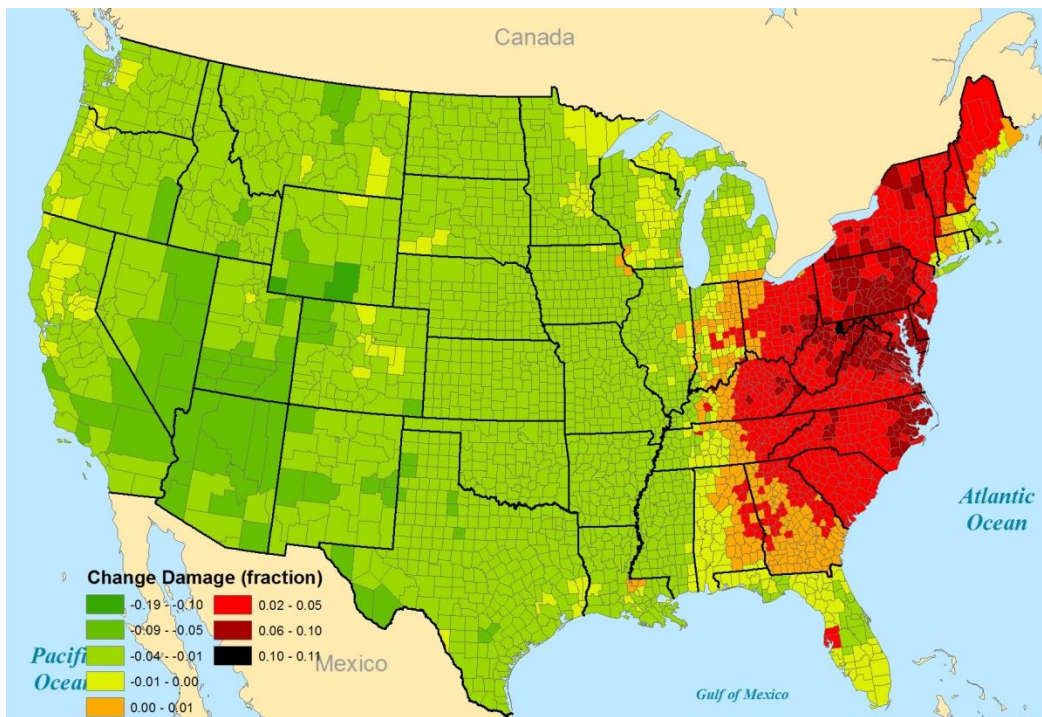 Canada
Atlantic
Ocean
Change Damage (fraction)
-0.19 - -0.10
-0.09 - -0.05
-0.04 - -0.01
-0.01 - 0.00
0.00 - 0.01
0.02 - 0.05
0.06 - 0.10
0.10 - 0.11
Pacific
Ocean
Mexico
Gulf of Mexico